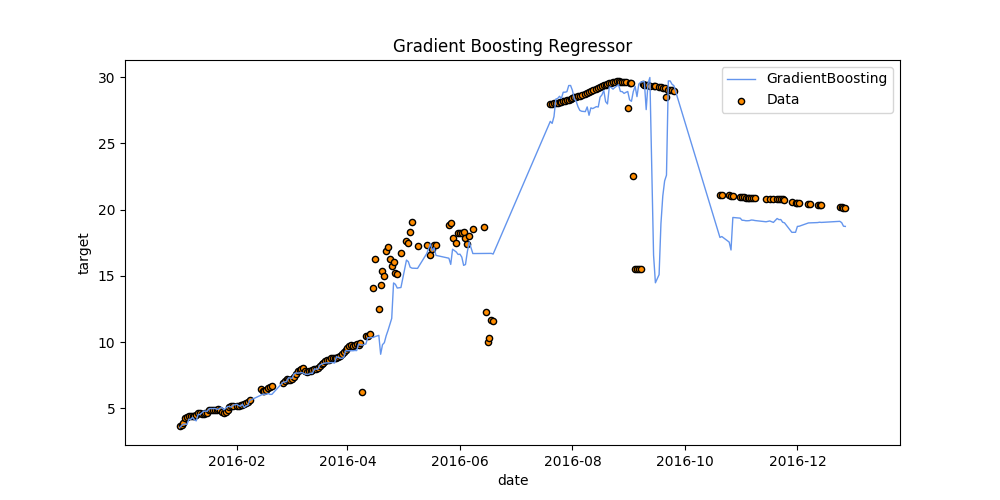 Gradient Boosting Regressor
GradientBoosting
Data
30
25
20
15
10
5
target
2016-02
2016-04
2016-06
2016-08
2016-10
2016-12
date